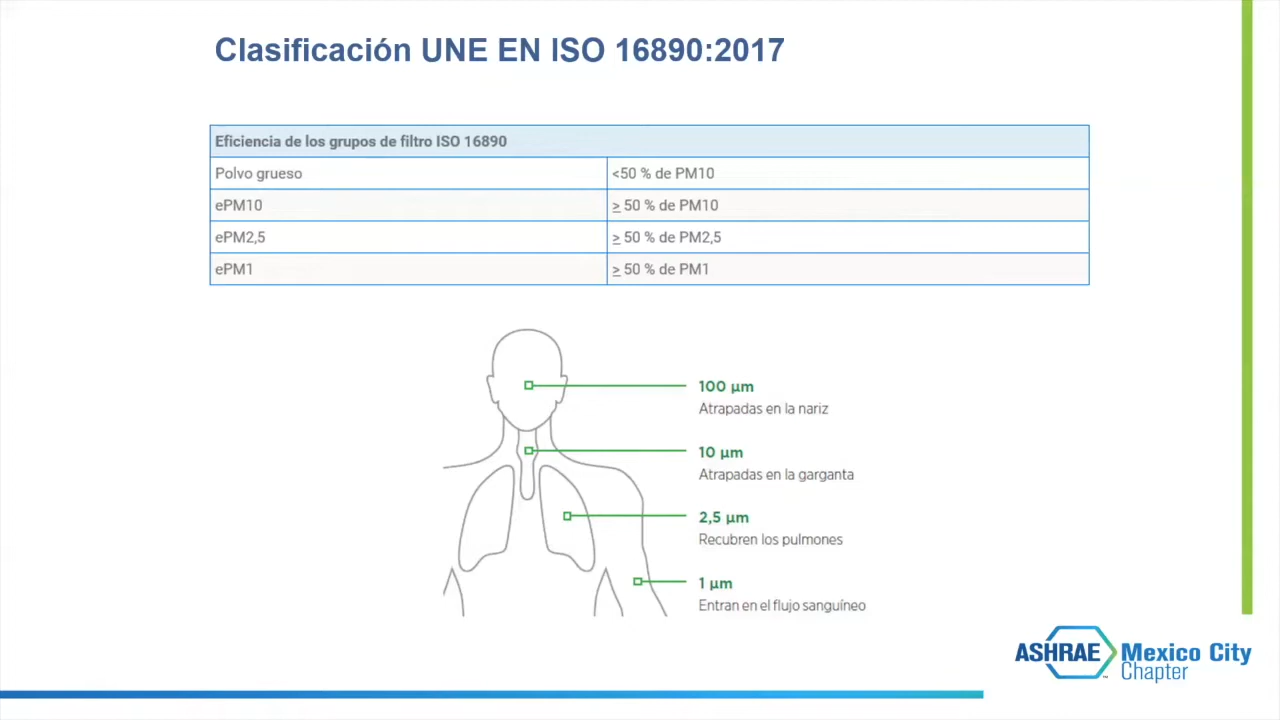 Clasificación UNE EN ISO 16890:2017
Eficiencia de los grupos de filtro ISO 16890
Polvo grueso <50 % de PM10
ePM10 ≥ 50 % de PM10
ePM2,5 ≥ 50 % de PM2,5
ePM1 ≥ 50 % de PM1
100 µm
Atrapadas en la nariz
10 µm
Atrapadas en la garganta
2,5 µm
Recubren los pulmones
1 µm
Entran en el flujo sanguíneo
ASHRAE Mexico City
Chapter